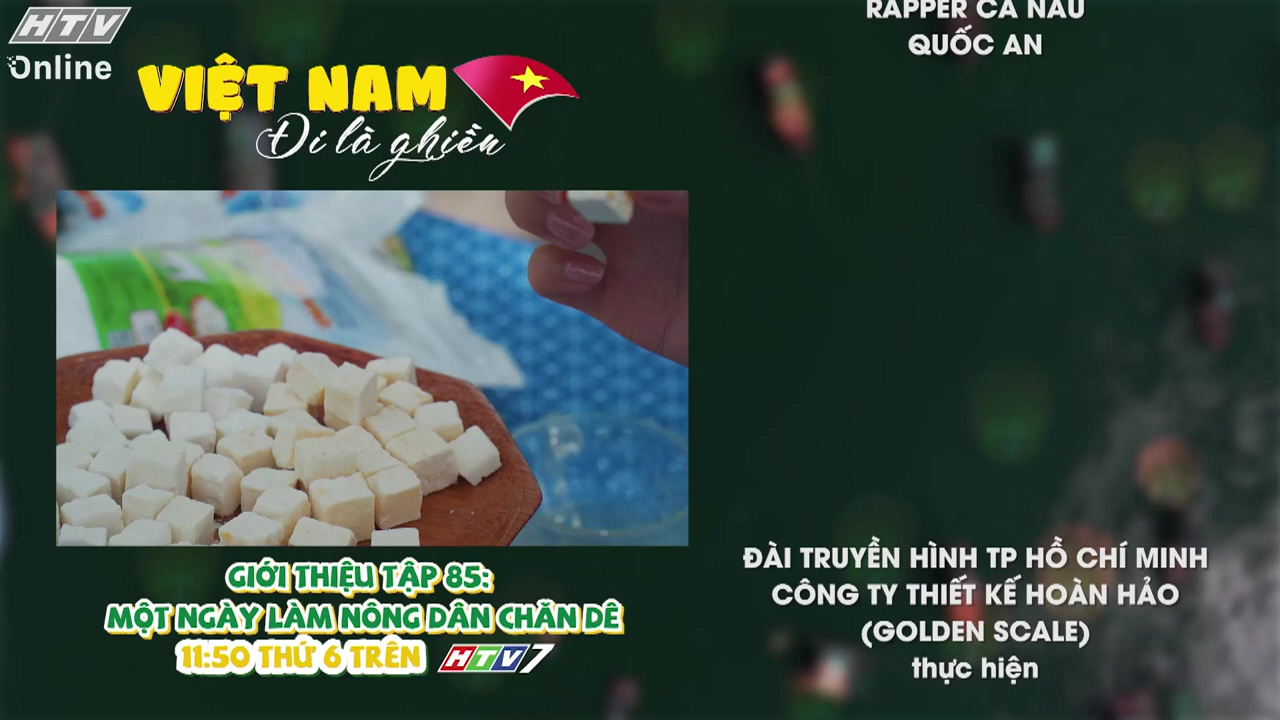 HTV
Online
VIỆT NAM
Đi là ghiền
RAPPER CÀ NÂU
QUỐC AN
GIỚI THIỆU TẬP 85:
MỘT NGÀY LÀM NÔNG DÂN CHĂN DÊ
11:50 THỨ 6 TRÊN HTV7
ĐÀI TRUYỀN HÌNH TP HỒ CHÍ MINH
CÔNG TY THIẾT KẾ HOÀN HẢO
(GOLDEN SCALE)
thực hiện